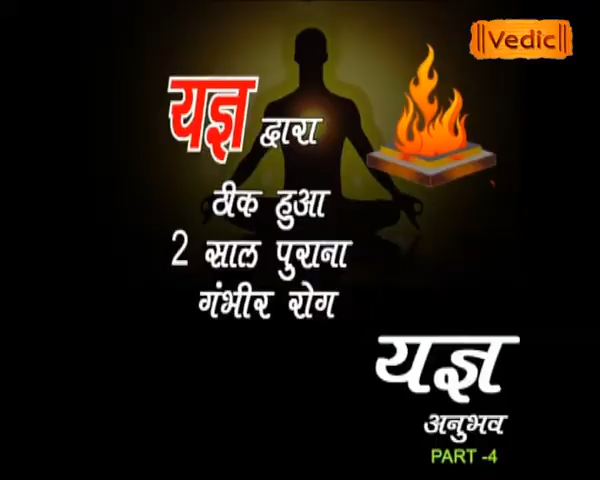 ||Vedic||
यज्ञ द्वारा
ठीक हुआ
2 साल पुराना
गंभीर रोग
यज्ञ
अनुभव
PART -4